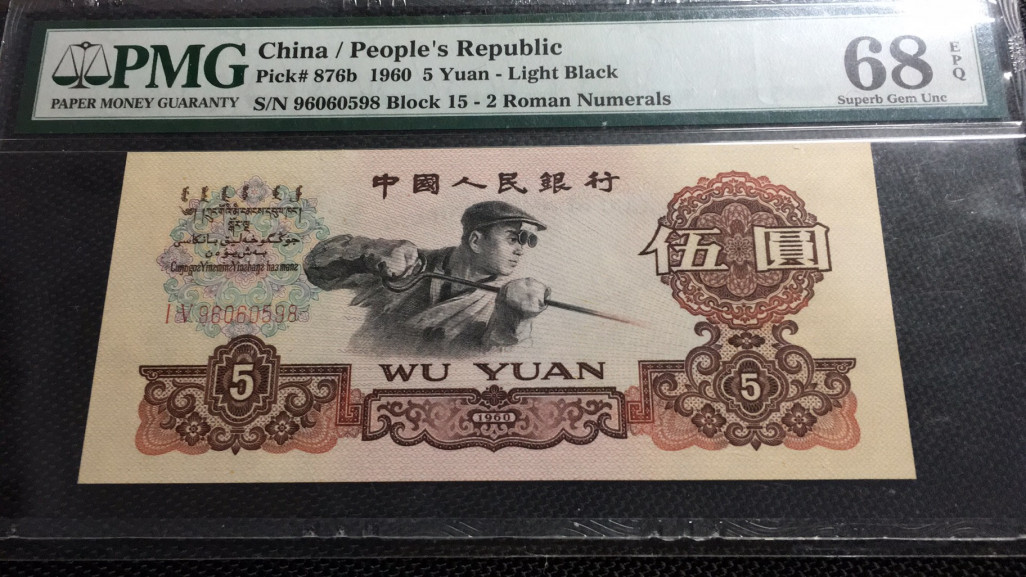 PMG
PAPER MONEY GUARANTY
China / People's Republic
Pick# 876b 1960 5 Yuan - Light Black
S/N 96060598 Block 15 - 2 Roman Numerals
68 EPQ
Superb Gem Unc
中國人民銀行
伍圓
I V 96060598
WU YUAN
5
1960
5